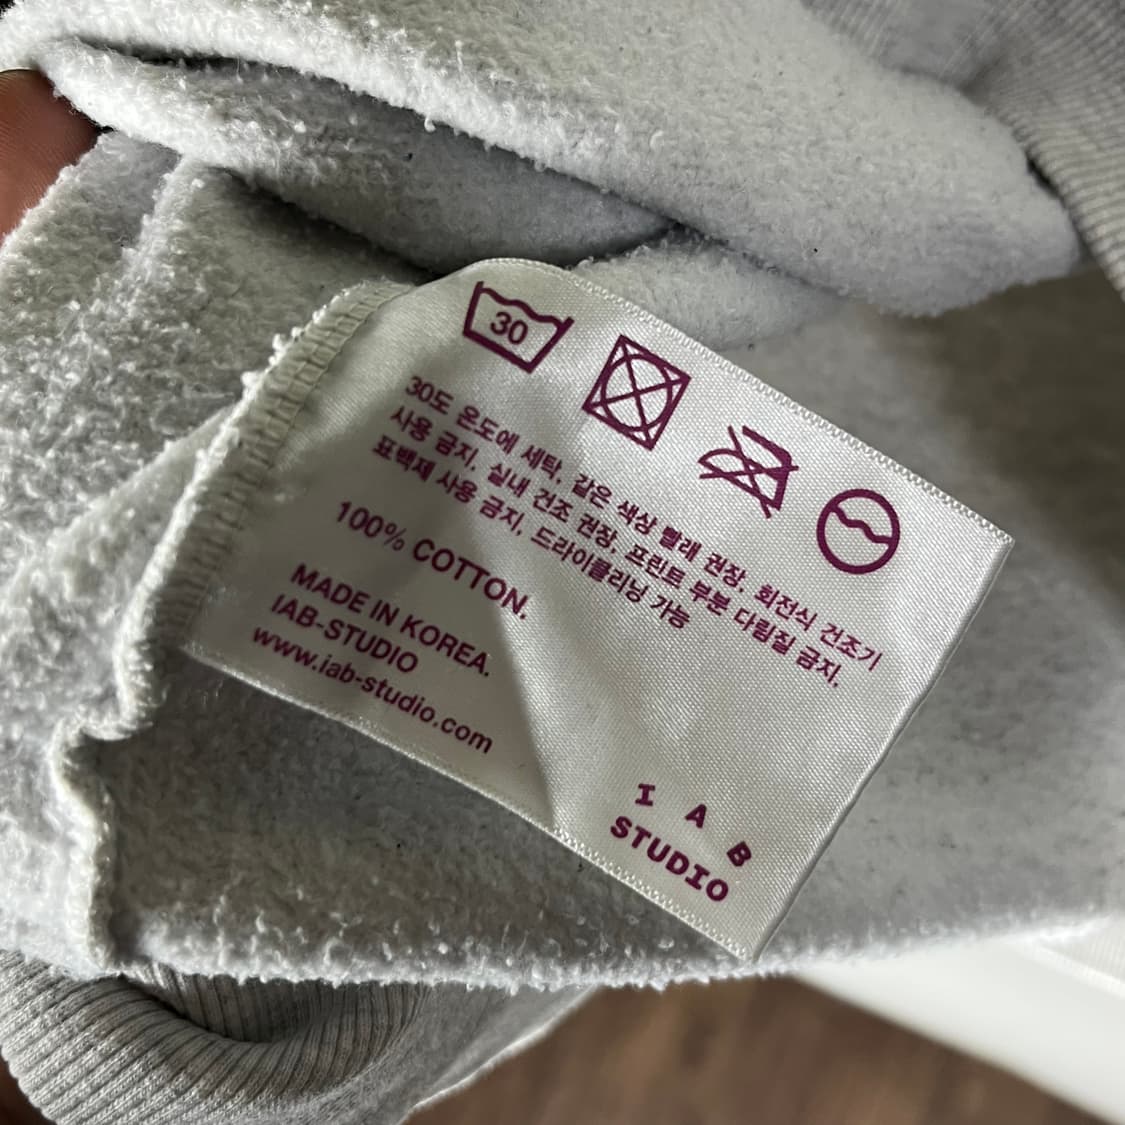 30
30도 온도에 세탁, 같은 색상 빨래 권장, 회전식 건조기
사용 금지, 실내 건조 권장, 프린트 부분 다림질 금지.
표백제 사용 금지, 드라이클리닝 가능
100% COTTON.
MADE IN KOREA.
IAB-STUDIO
www.iab-studio.com
I A B
STUDIO